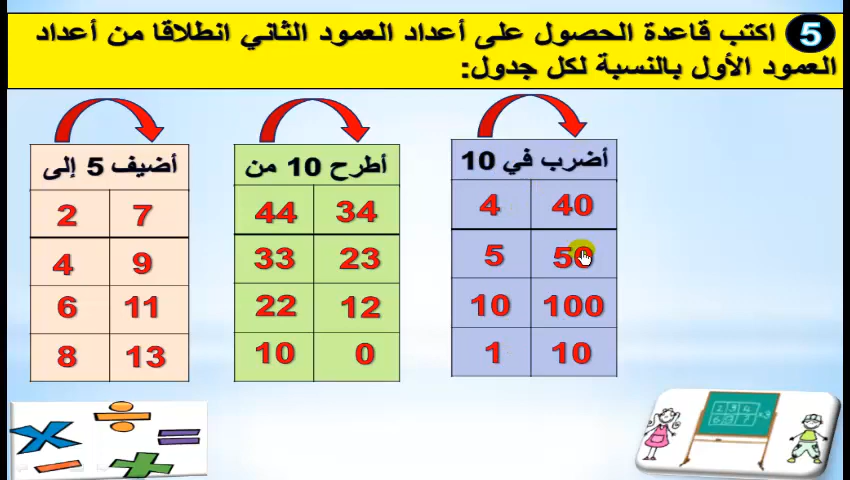 5 اكتب قاعدة الحصول على أعداد العمود الثاني انطلاقا من أعداد
العمود الأول بالنسبة لكل جدول:
أضرب في 10
4 40
5 50
10 100
1 10
أطرح 10 من
44 34
33 23
22 12
10 0
أضيف 5 إلى
2 7
4 9
6 11
8 13